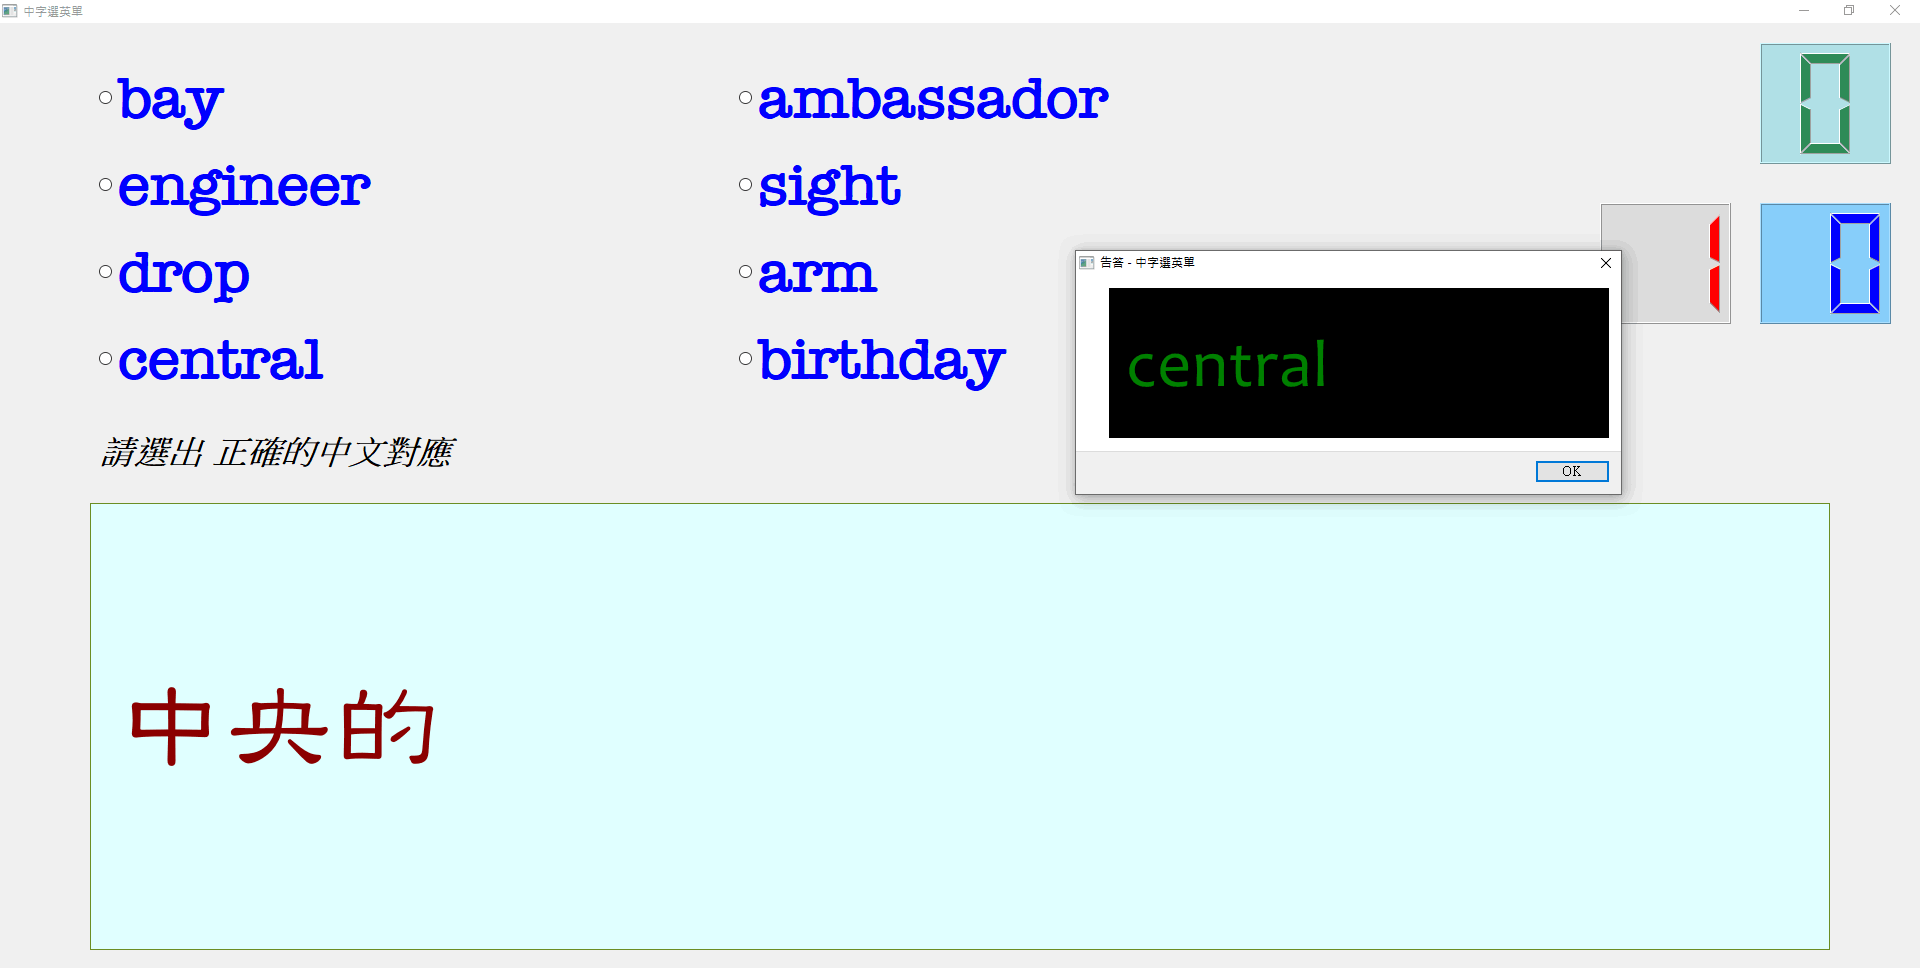 中字選英單
bay
ambassador
engineer
sight
drop
arm
central
birthday
0
1
0
告答 - 中字選英單
central
OK
請選出 正確的中文對應
中央的